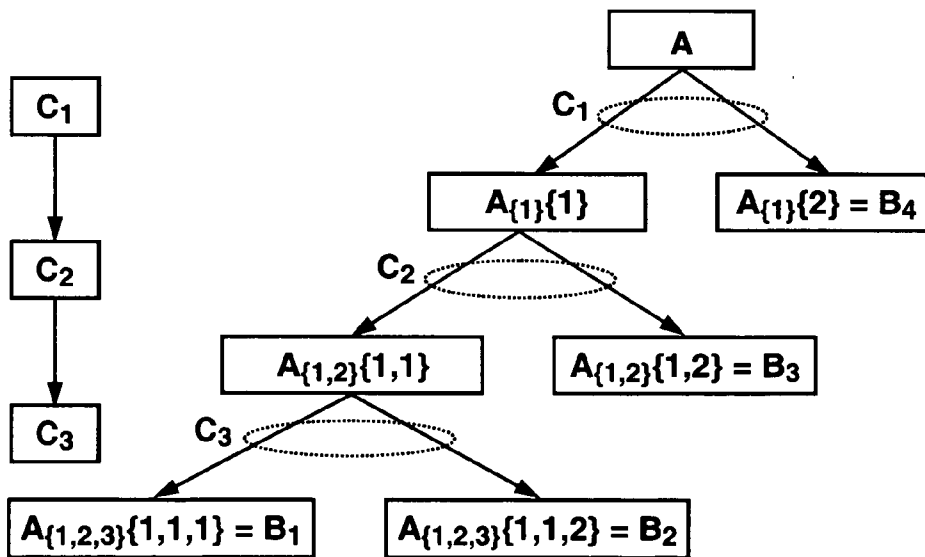 A
C₁
C₁
A{1}{1}
A{1}{2} = B₄
C₂
C₂
A{1,2}{1,1}
A{1,2}{1,2} = B₃
C₃
C₃
A{1,2,3}{1,1,1} = B₁
A{1,2,3}{1,1,2} = B₂